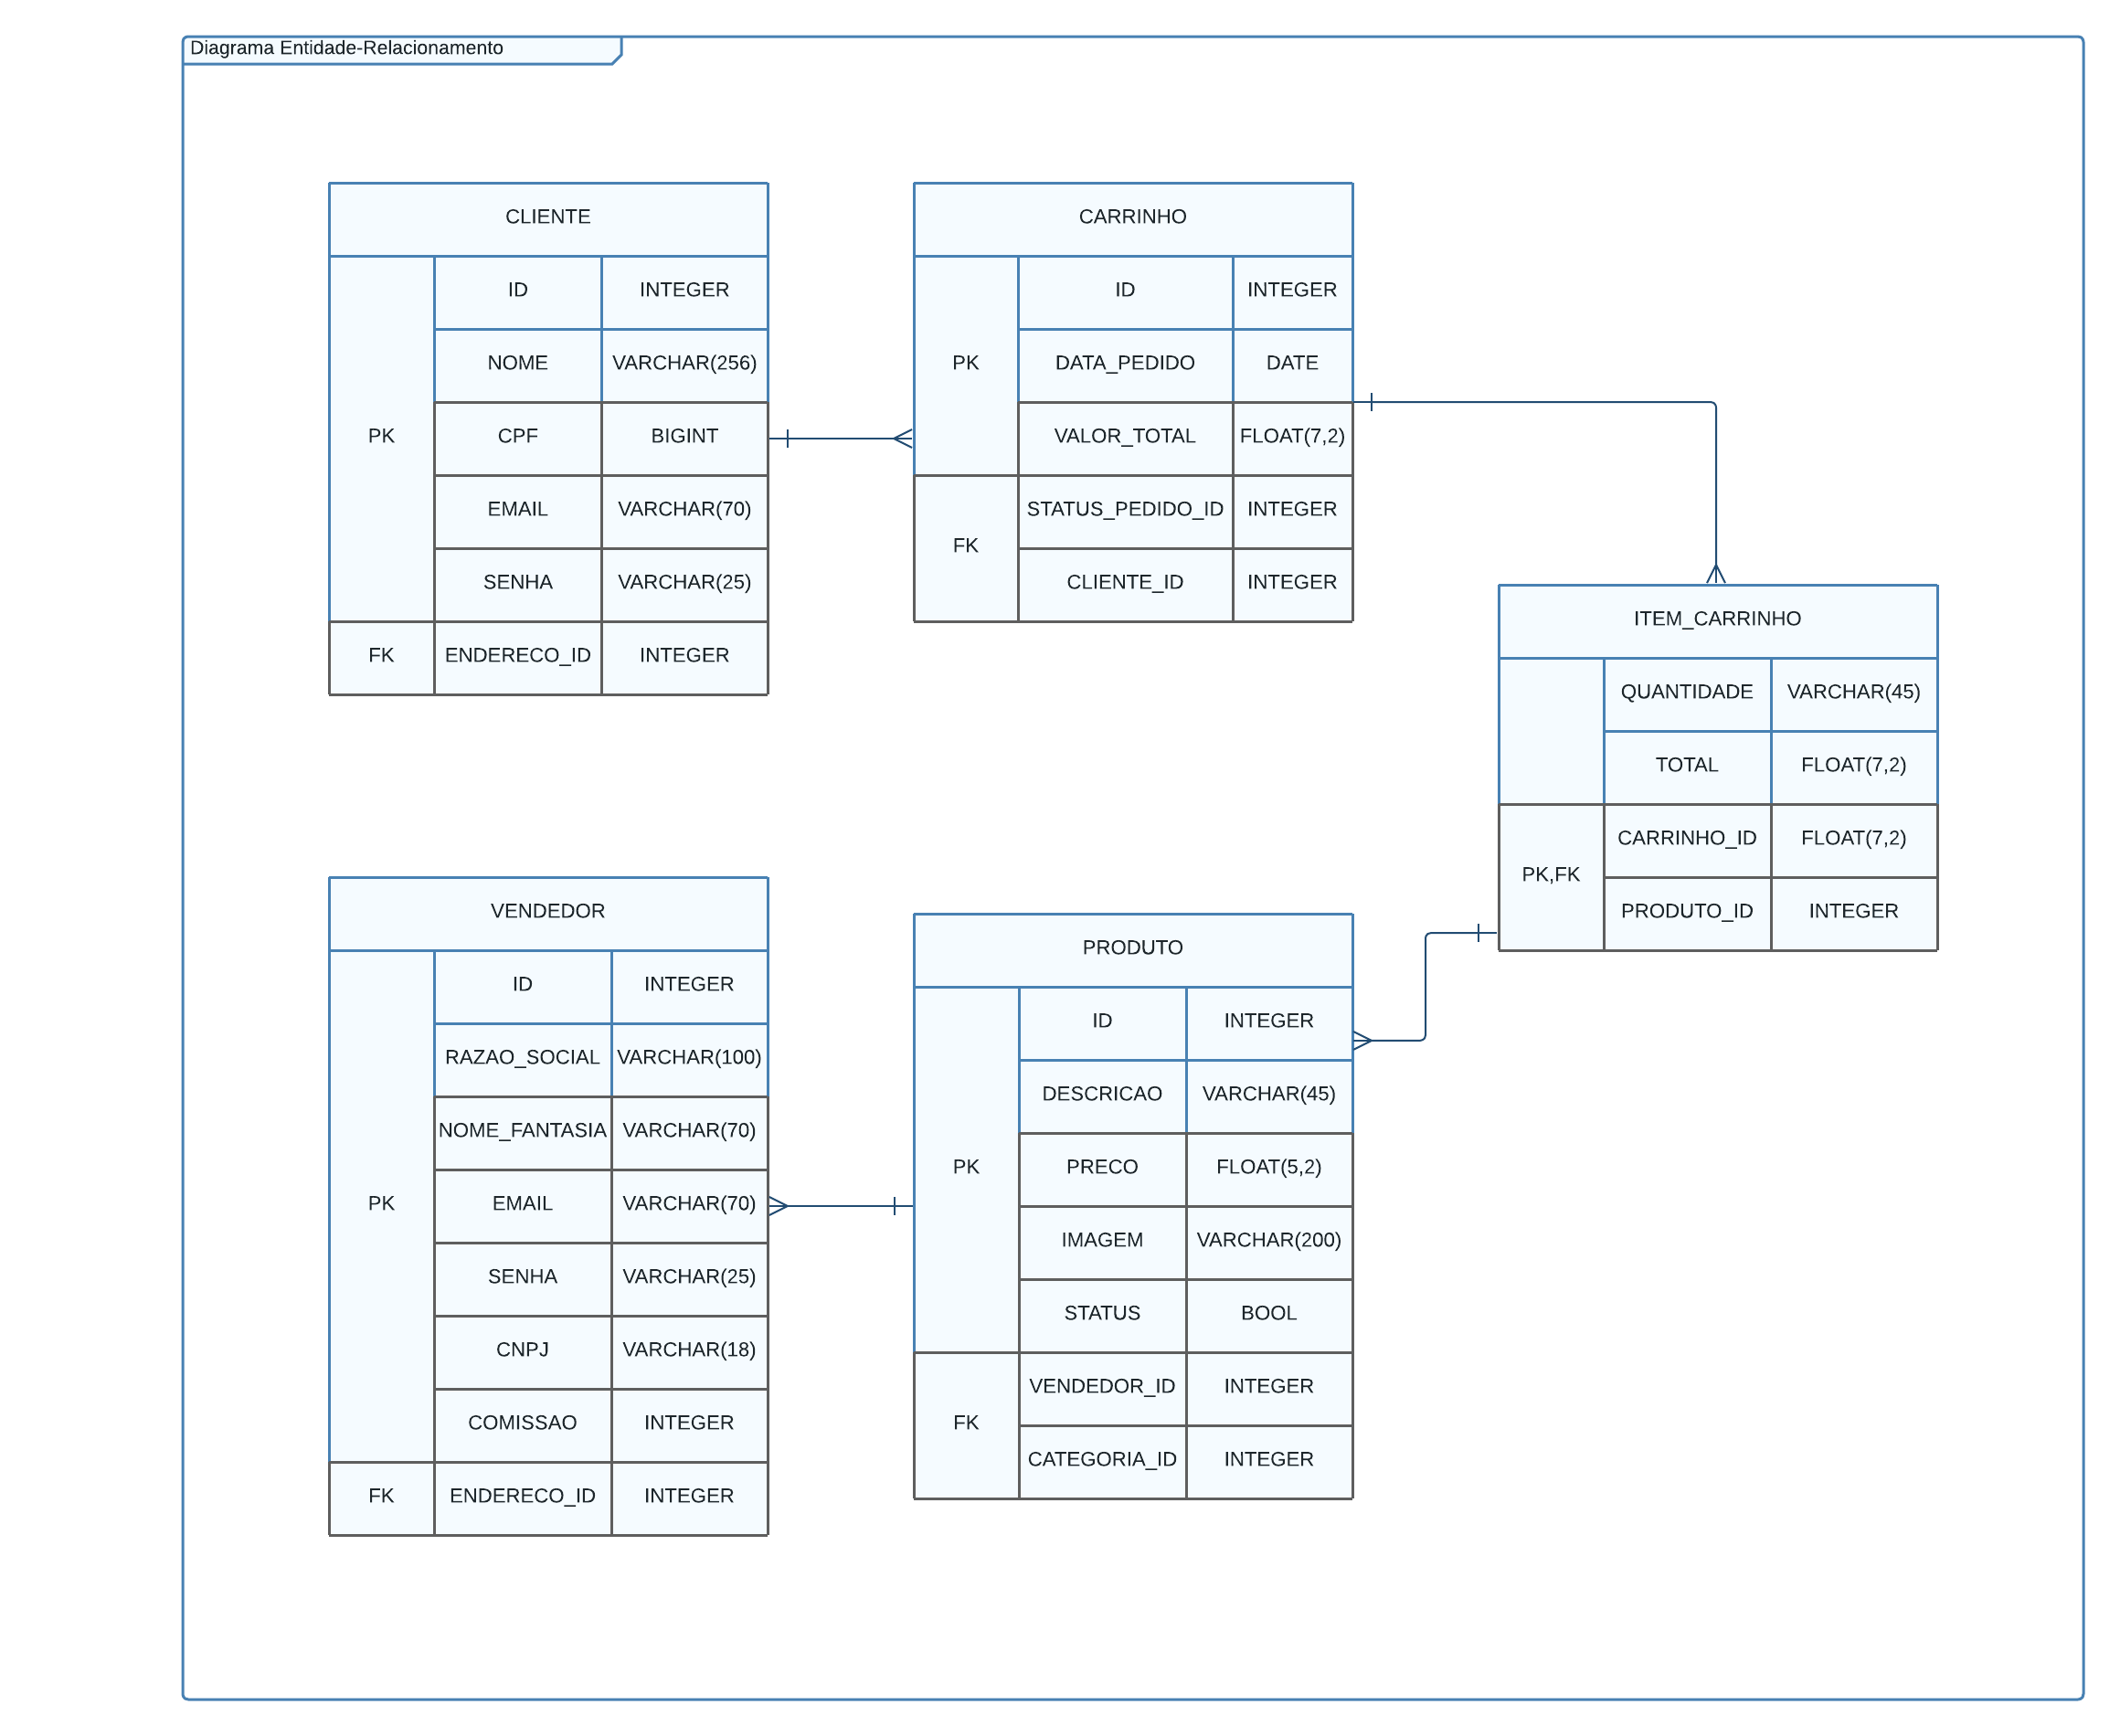 Diagrama Entidade-Relacionamento
CLIENTE
PK
ID INTEGER
NOME VARCHAR(256)
CPF BIGINT
EMAIL VARCHAR(70)
SENHA VARCHAR(25)
FK ENDERECO_ID INTEGER
CARRINHO
PK
ID INTEGER
DATA_PEDIDO DATE
VALOR_TOTAL FLOAT(7,2)
FK
STATUS_PEDIDO_ID INTEGER
CLIENTE_ID INTEGER
ITEM_CARRINHO
QUANTIDADE VARCHAR(45)
TOTAL FLOAT(7,2)
PK,FK
CARRINHO_ID FLOAT(7,2)
PRODUTO_ID INTEGER
VENDEDOR
PK
ID INTEGER
RAZAO_SOCIAL VARCHAR(100)
NOME_FANTASIA VARCHAR(70)
EMAIL VARCHAR(70)
SENHA VARCHAR(25)
CNPJ VARCHAR(18)
COMISSAO INTEGER
FK ENDERECO_ID INTEGER
PRODUTO
PK
ID INTEGER
DESCRICAO VARCHAR(45)
PRECO FLOAT(5,2)
IMAGEM VARCHAR(200)
STATUS BOOL
FK
VENDEDOR_ID INTEGER
CATEGORIA_ID INTEGER